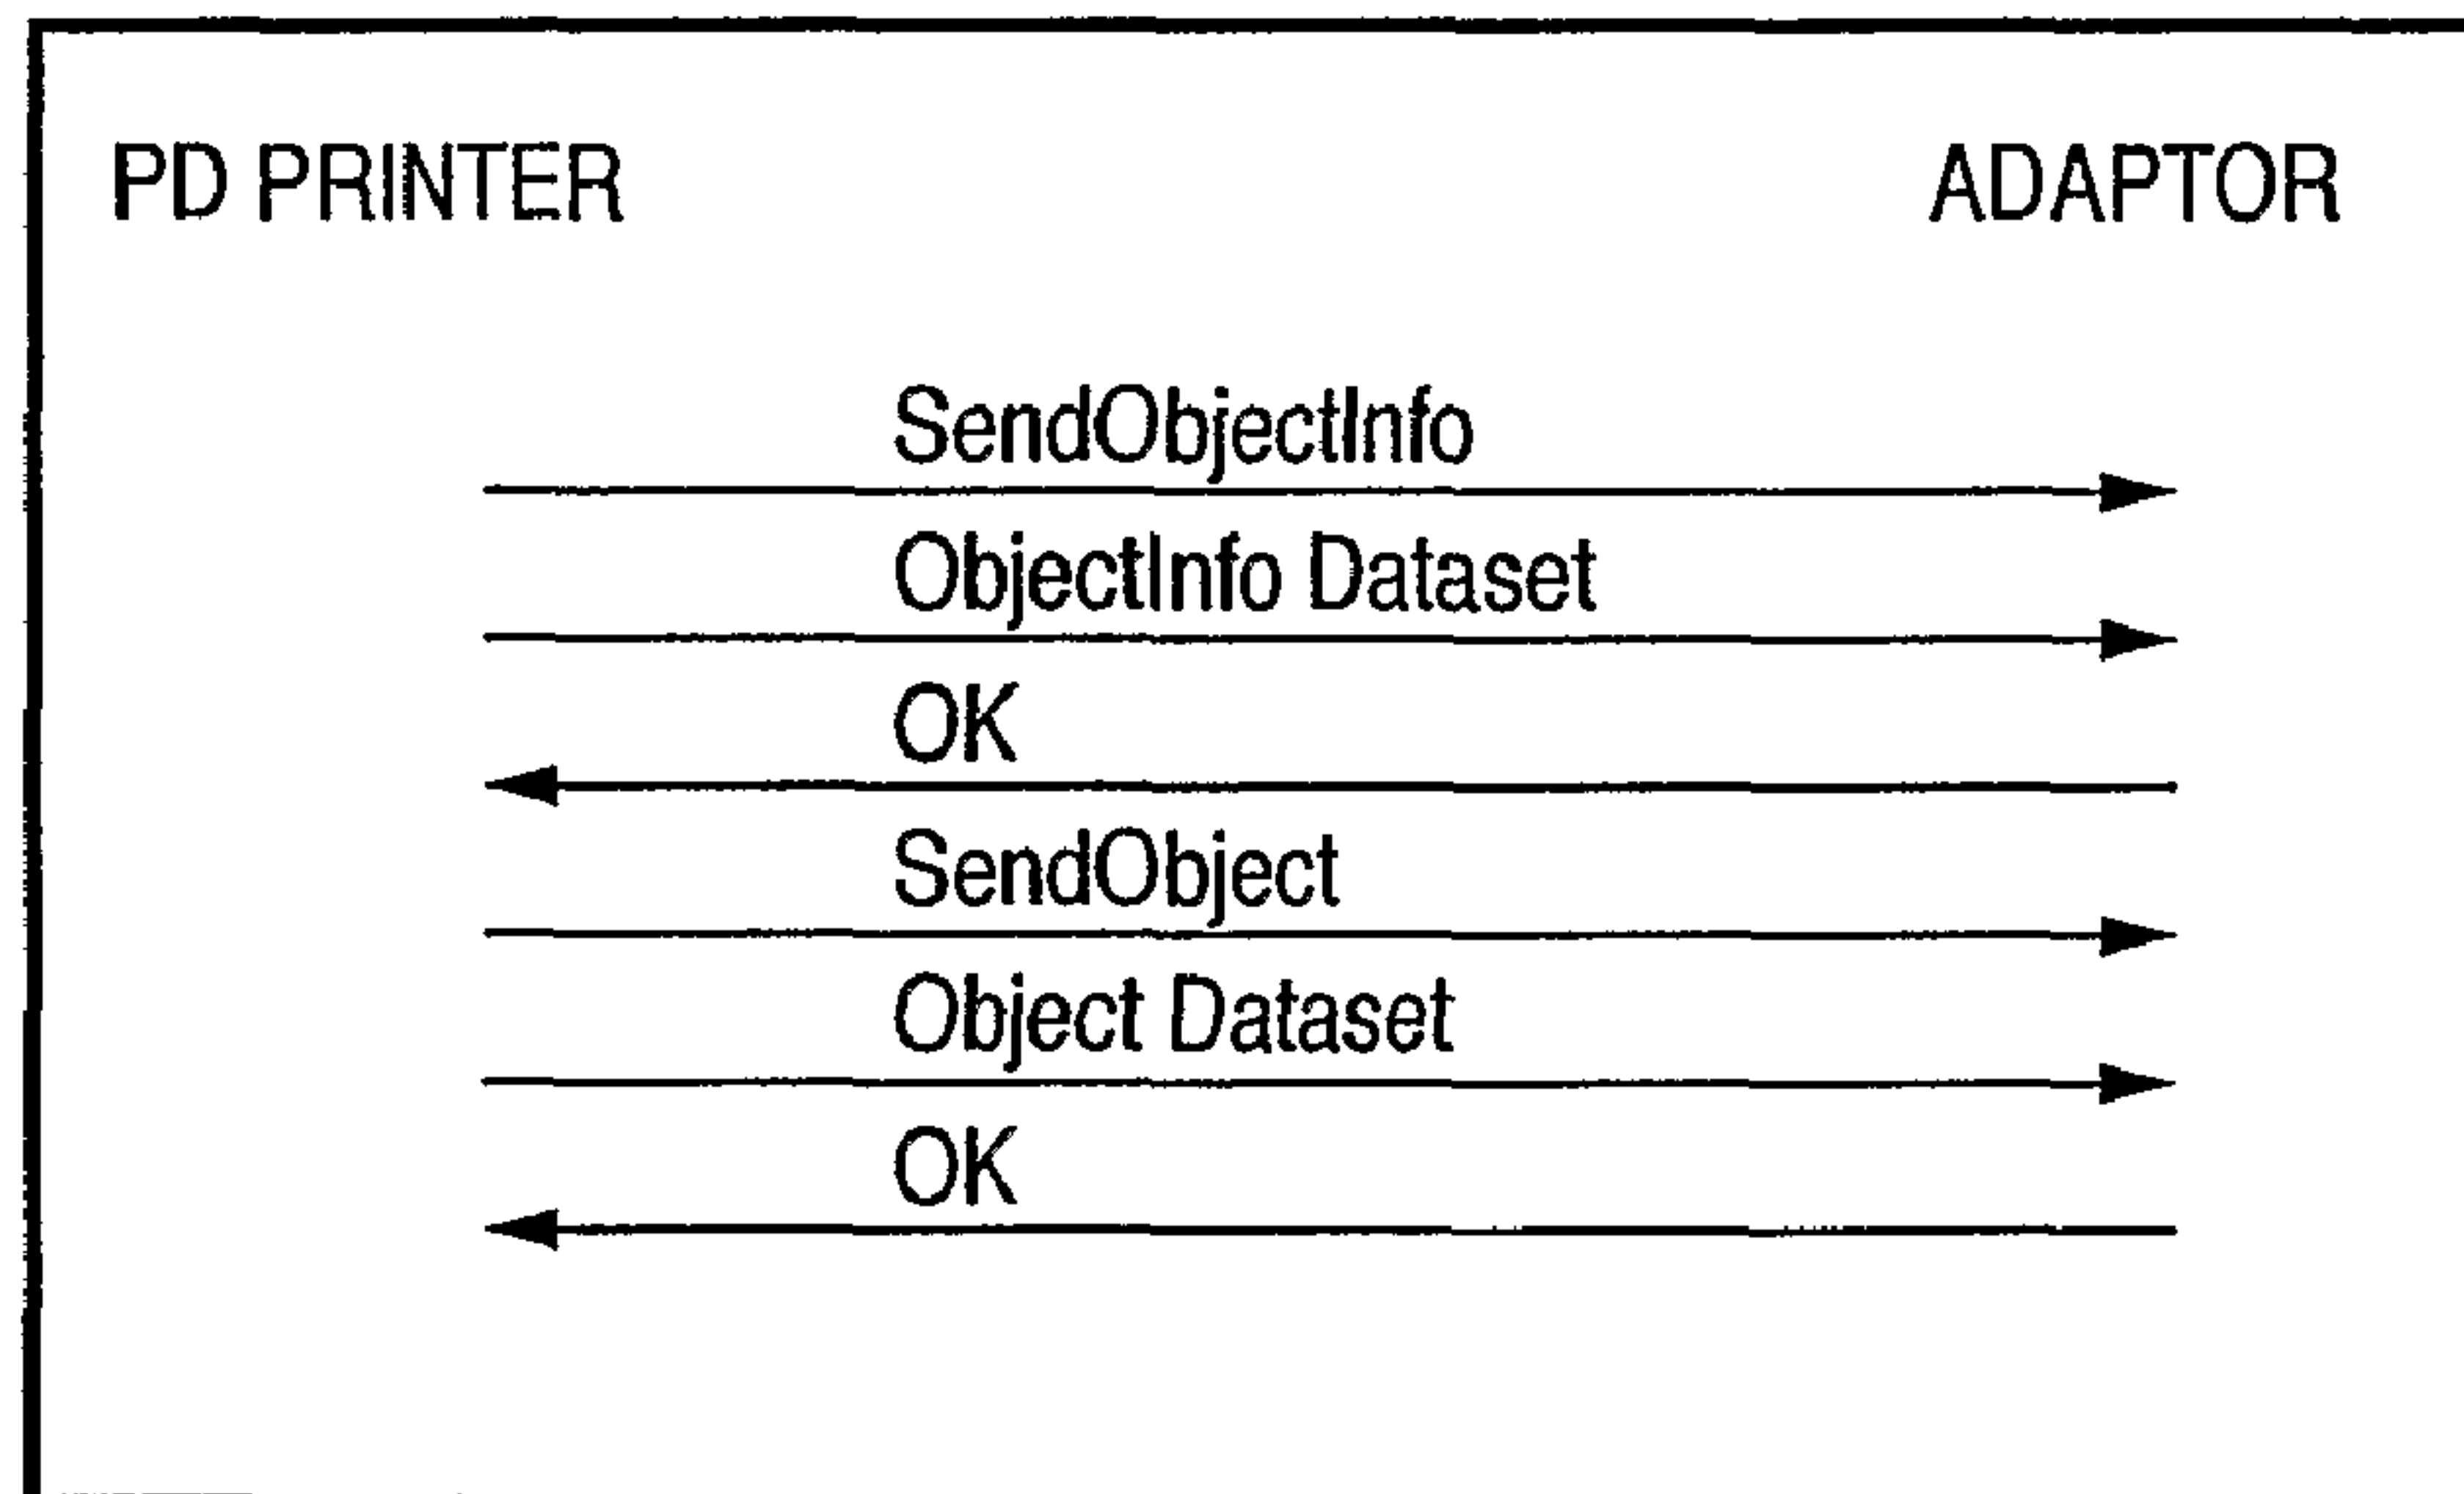 PD PRINTER ADAPTOR
SendObjectInfo
ObjectInfo Dataset
OK
SendObject
Object Dataset
OK